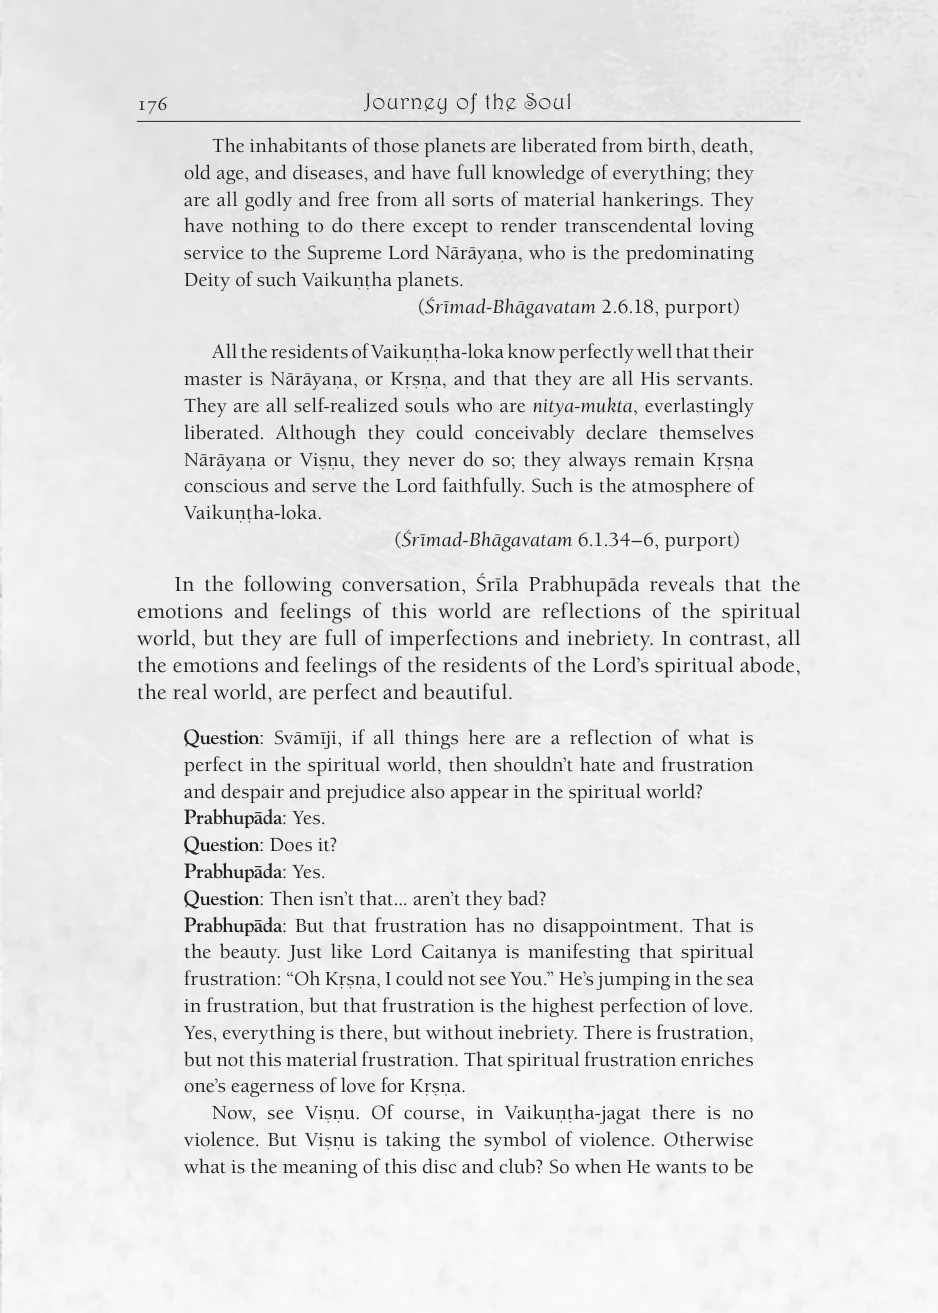 176
Journey of the Soul
The inhabitants of those planets are liberated from birth, death,
old age, and diseases, and have full knowledge of everything; they
are all godly and free from all sorts of material hankerings. They
have nothing to do there except to render transcendental loving
service to the Supreme Lord Nārāyaṇa, who is the predominating
Deity of such Vaikuṇṭha planets.
(Śrīmad-Bhāgavatam 2.6.18, purport)
All the residents of Vaikuṇṭha-loka know perfectly well that their
master is Nārāyaṇa, or Kṛṣṇa, and that they are all His servants.
They are all self-realized souls who are nitya-mukta, everlastingly
liberated. Although they could conceivably declare themselves
Nārāyaṇa or Viṣṇu, they never do so; they always remain Kṛṣṇa
conscious and serve the Lord faithfully. Such is the atmosphere of
Vaikuṇṭha-loka.
(Śrīmad-Bhāgavatam 6.1.34–6, purport)
In the following conversation, Śrīla Prabhupāda reveals that the
emotions and feelings of this world are reflections of the spiritual
world, but they are full of imperfections and inebriety. In contrast, all
the emotions and feelings of the residents of the Lord’s spiritual abode,
the real world, are perfect and beautiful.
Question: Svāmīji, if all things here are a reflection of what is
perfect in the spiritual world, then shouldn’t hate and frustration
and despair and prejudice also appear in the spiritual world?
Prabhupāda: Yes.
Question: Does it?
Prabhupāda: Yes.
Question: Then isn’t that... aren’t they bad?
Prabhupāda: But that frustration has no disappointment. That is
the beauty. Just like Lord Caitanya is manifesting that spiritual
frustration: “Oh Kṛṣṇa, I could not see You.” He’s jumping in the sea
in frustration, but that frustration is the highest perfection of love.
Yes, everything is there, but without inebriety. There is frustration,
but not this material frustration. That spiritual frustration enriches
one’s eagerness of love for Kṛṣṇa.
Now, see Viṣṇu. Of course, in Vaikuṇṭha-jagat there is no
violence. But Viṣṇu is taking the symbol of violence. Otherwise
what is the meaning of this disc and club? So when He wants to be